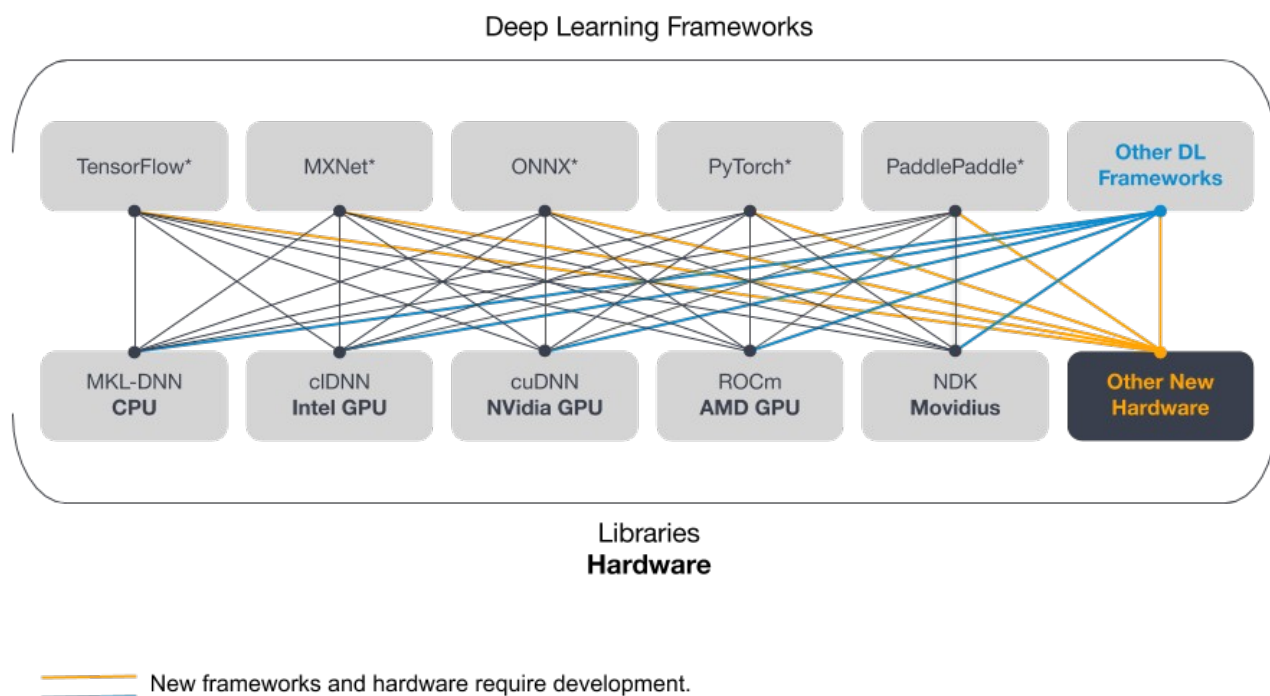 Deep Learning Frameworks
TensorFlow*
MXNet*
ONNX*
PyTorch*
PaddlePaddle*
Other DL
Frameworks
MKL-DNN
CPU
clDNN
Intel GPU
cuDNN
NVidia GPU
ROCm
AMD GPU
NDK
Movidius
Other New
Hardware
Libraries
Hardware
New frameworks and hardware require development.